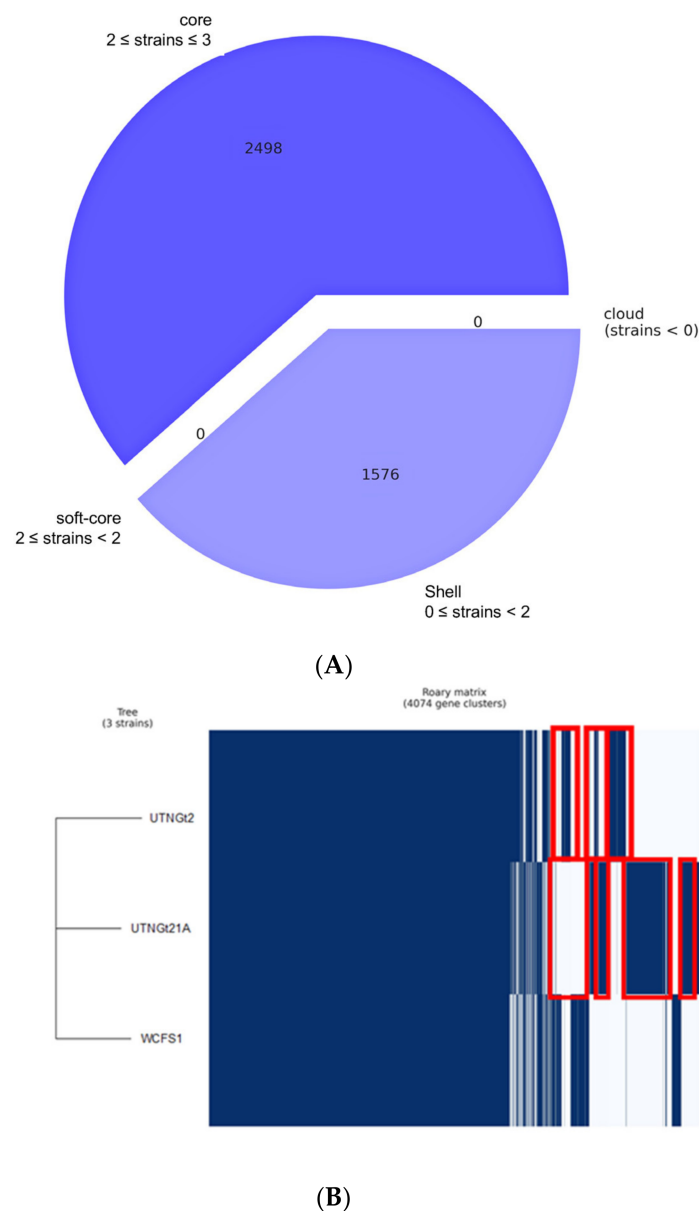 core
2 ≤ strains ≤ 3
2498
cloud
(strains < 0)
0
0
1576
soft-core
2 ≤ strains < 2
Shell
0 ≤ strains < 2
(A)
Tree
(3 strains)
Roary matrix
(4074 gene clusters)
UTNGt2
UTNGt21A
WCFS1
(B)